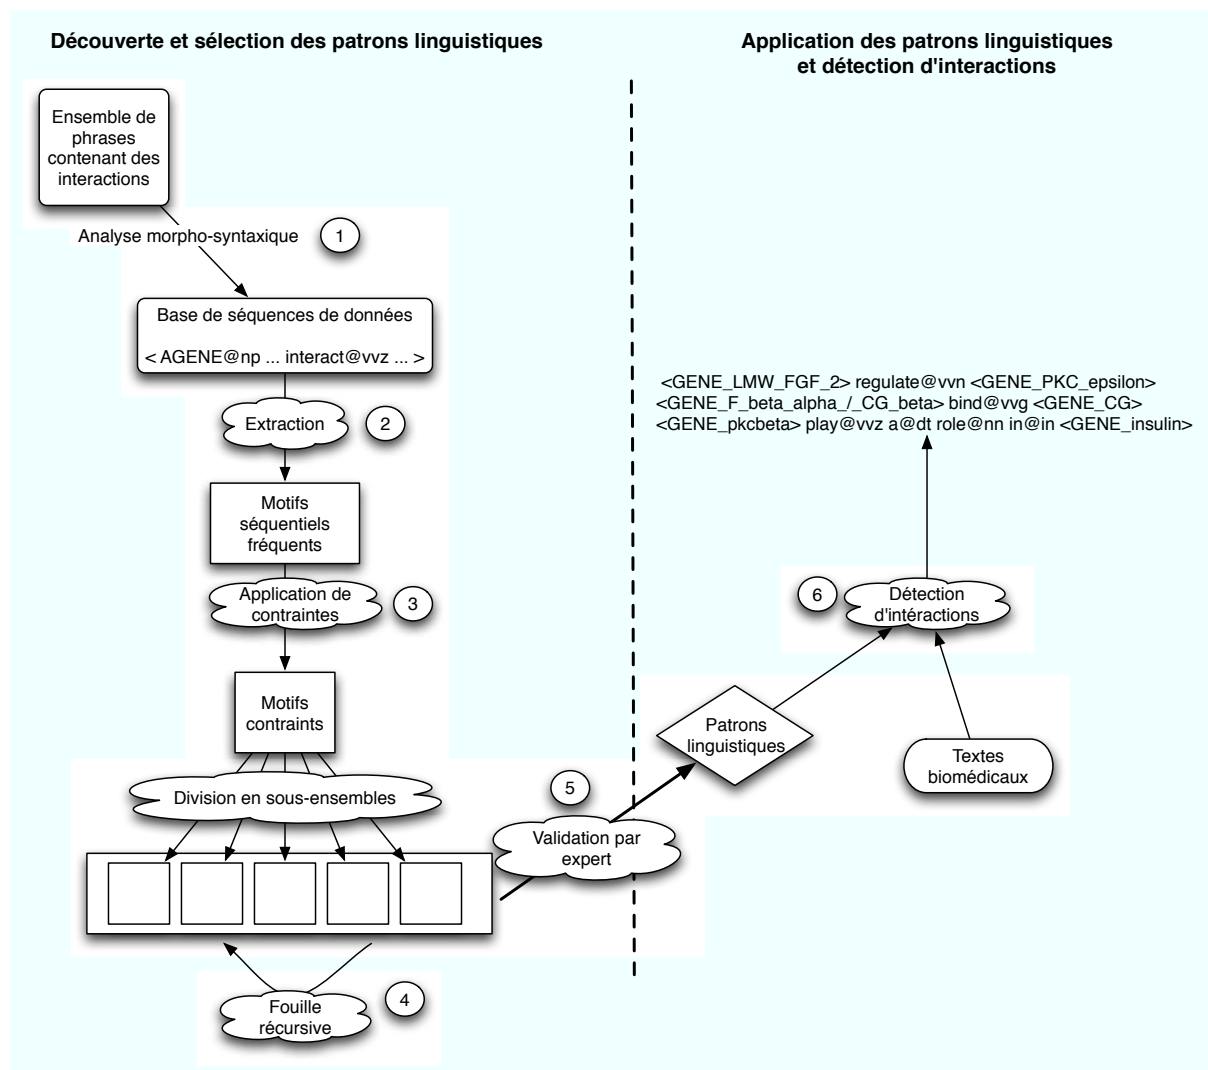 Découverte et sélection des patrons linguistiques
Ensemble de
phrases
contenant des
interactions
Analyse morpho-syntaxique
1
Base de séquences de données
< AGENE@np ... interact@vvz ... >
Extraction
2
Motifs
séquentiels
fréquents
Application de
contraintes
3
Motifs
contraints
Division en sous-ensembles
Fouille
récursive
4
5
Validation par
expert
Application des patrons linguistiques
et détection d'interactions
<GENE_LMW_FGF_2> regulate@vvn <GENE_PKC_epsilon>
<GENE_F_beta_alpha_/_CG_beta> bind@vvg <GENE_CG>
<GENE_pkcbeta> play@vvz a@dt role@nn in@in <GENE_insulin>
6
Détection
d'intéractions
Patrons
linguistiques
Textes
biomédicaux